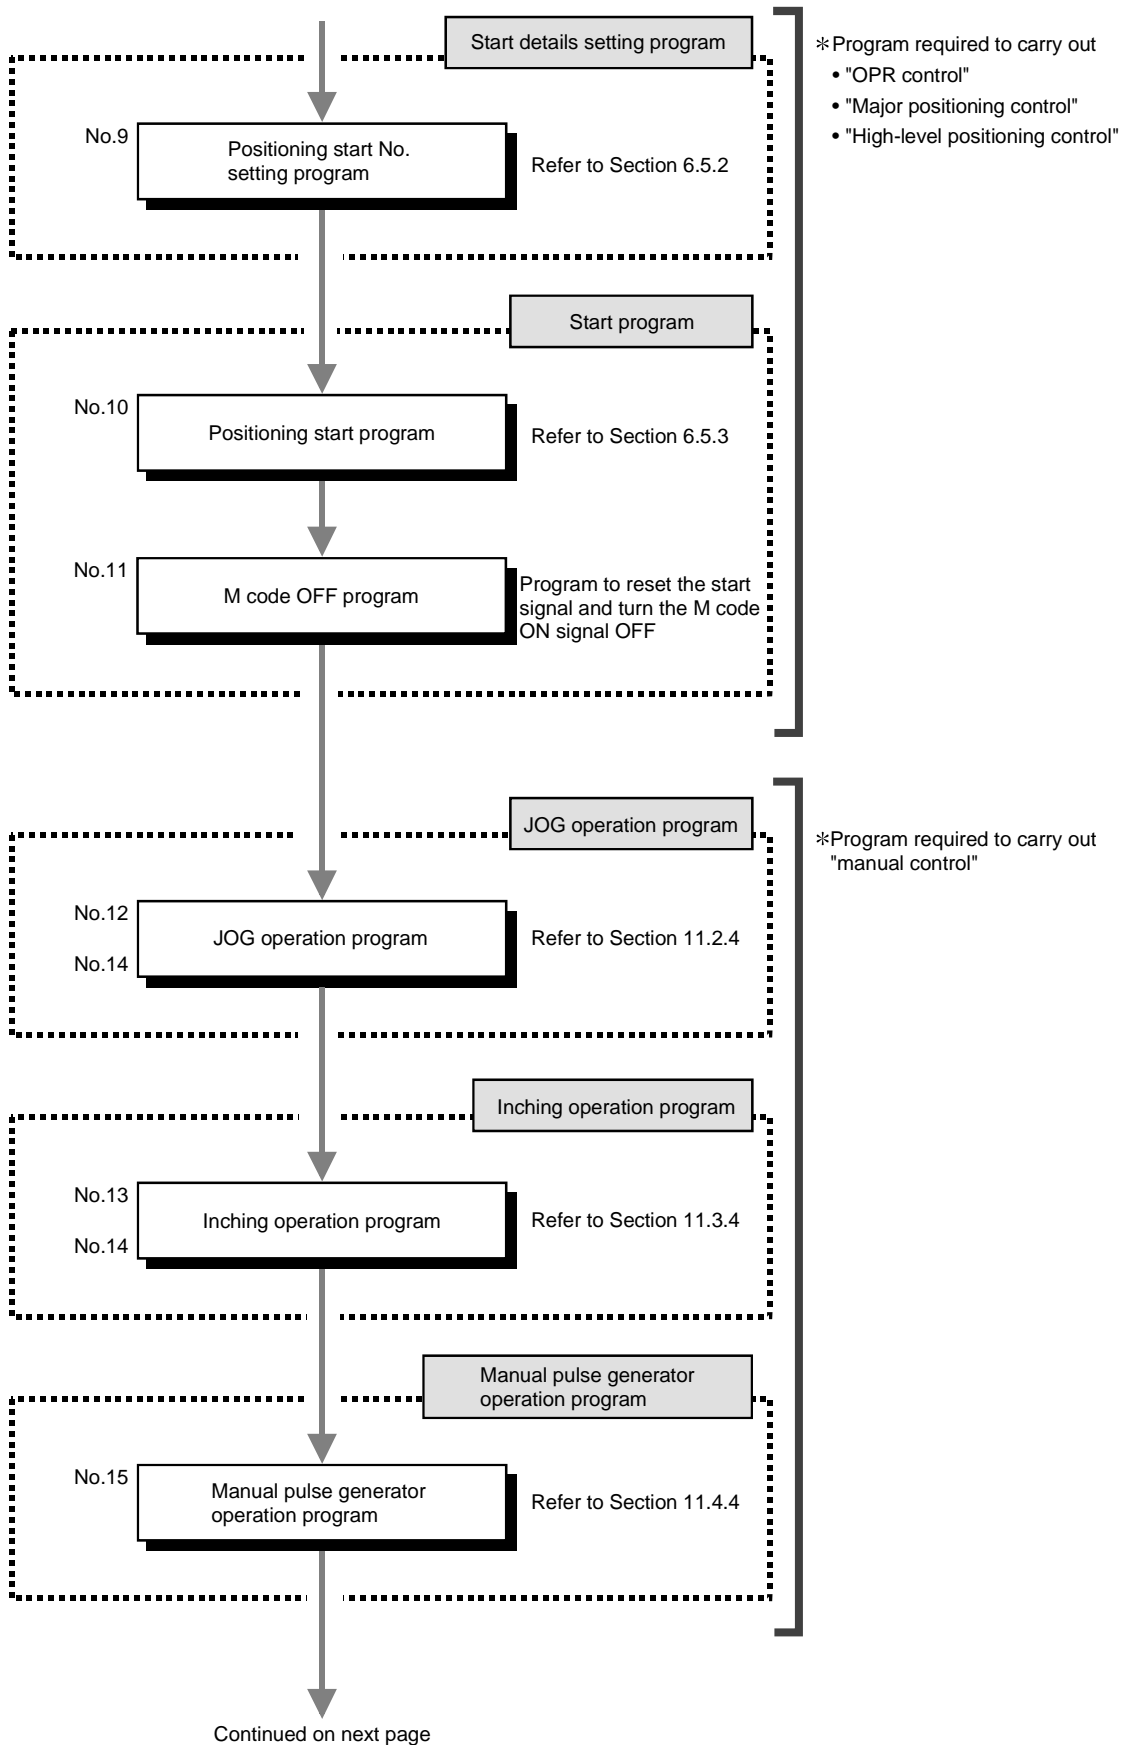 Start details setting program
∗Program required to carry out
• "OPR control"
• "Major positioning control"
• "High-level positioning control"
No.9
Positioning start No.
setting program
Refer to Section 6.5.2
Start program
No.10
Positioning start program
Refer to Section 6.5.3
No.11
M code OFF program
Program to reset the start
signal and turn the M code
ON signal OFF
JOG operation program
∗Program required to carry out
"manual control"
No.12
No.14
JOG operation program
Refer to Section 11.2.4
Inching operation program
No.13
No.14
Inching operation program
Refer to Section 11.3.4
Manual pulse generator
operation program
No.15
Manual pulse generator
operation program
Refer to Section 11.4.4
Continued on next page